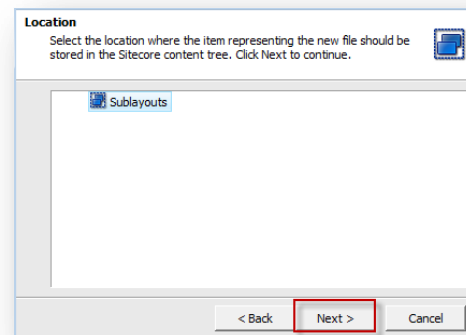 Location
Select the location where the item representing the new file should be
stored in the Sitecore content tree. Click Next to continue.
Sublayouts
< Back Next > Cancel